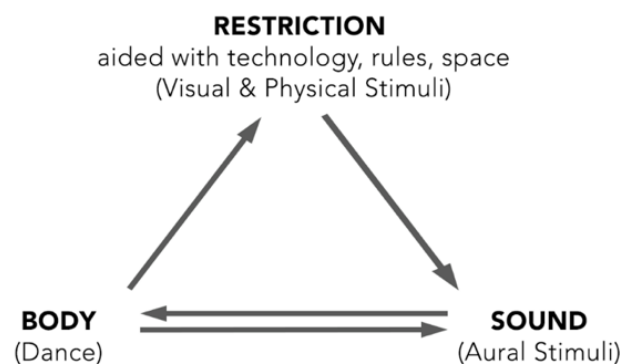 RESTRICTION
aided with technology, rules, space
(Visual & Physical Stimuli)
BODY
(Dance)
SOUND
(Aural Stimuli)